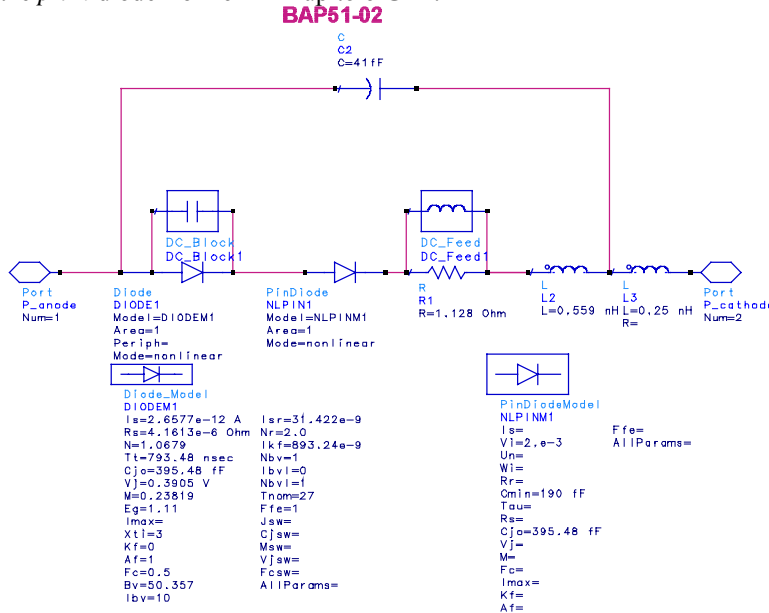 BAP51-02
C
C2
C=41fF
DC_Block
DC_Block1
DC_Feed
DC_Feed1
Port
P_anode
Num=1
Diode
DIODE1
Model=DIODEM1
Area=1
Periph=
Mode=nonlinear
PinDiode
NLPIN1
Model=NLPINM1
Area=1
Mode=nonlinear
R
R1
R=1.128 Ohm
L
L2
L=0.559 nH
L
L3
L=0.25 nH
R=
Port
P_cathode
Num=2
Diode_Model
DIODEM1
Is=2.6577e-12 A
Rs=4.1613e-6 Ohm
N=1.0679
Tt=793.48 nsec
Cjo=395.48 fF
Vj=0.3905 V
M=0.23819
Eg=1.11
Imax=
Xti=3
Kf=0
Af=1
Fc=0.5
Bv=50.357
Ibv=10
Isr=31.422e-9
Nr=2.0
Ikf=893.24e-9
Nbv=1
Ibvl=0
Nbvl=1
Tnom=27
Ffe=1
Jsw=
Cjsw=
Msw=
Vjsw=
Fcsw=
AllParams=
PinDiodeModel
NLPINM1
Is=
Vi=2.e-3
Un=
Wi=
Rr=
Cmin=190 fF
Tau=
Rs=
Cjo=395.48 fF
Vj=
M=
Fc=
Imax=
Kf=
Af=
Ffe=
AllParams=